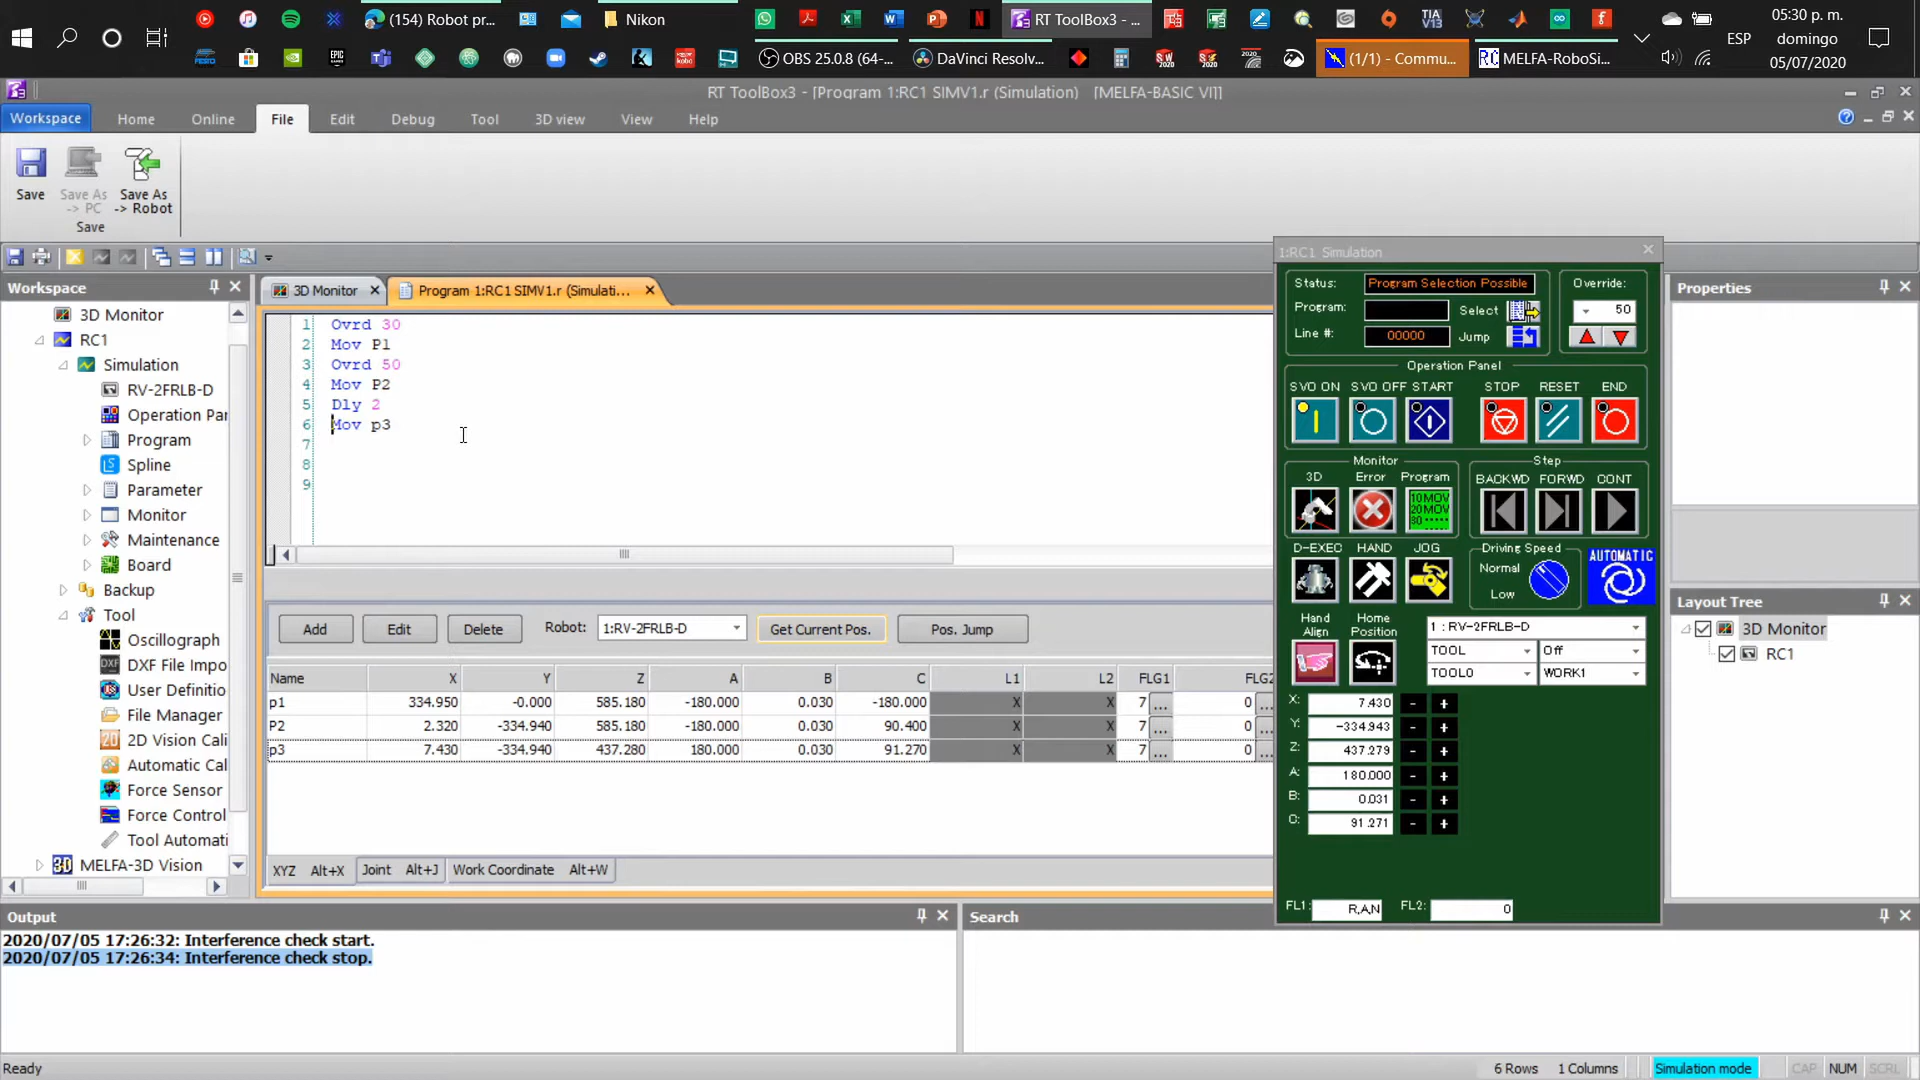 (154) Robot pr...
Nikon
RT ToolBox3 - ...
TIA
V13
05:30 p. m.
ESP
domingo
05/07/2020
FESTO
EPIC
GAMES
rakuten
kobo
OBS 25.0.8 (64-...
DaVinci Resolv...
SW
2020
(1/1) - Commu...
RC
MELFA-RoboSi...
RT ToolBox3 - [Program 1:RC1 SIMV1.r (Simulation)   [MELFA-BASIC VI]]
Workspace
Home
Online
File
Edit
Debug
Tool
3D view
View
Help
Save
Save As
-> PC
Save As
-> Robot
Save
Workspace
3D Monitor
Program 1:RC1 SIMV1.r (Simulati...
3D Monitor
RC1
Simulation
RV-2FRLB-D
Operation Par
Program
Spline
Parameter
Monitor
Maintenance
Board
Backup
Tool
Oscillograph
DXF File Impo
User Definitio
File Manager
2D Vision Cali
Automatic Cal
Force Sensor
Force Control
Tool Automati
MELFA-3D Vision
1 Ovrd 30
2 Mov P1
3 Ovrd 50
4 Mov P2
5 Dly 2
6 Mov p3
7
8
9
Add
Edit
Delete
Robot:
1:RV-2FRLB-D
Get Current Pos.
Pos. Jump
Name X Y Z A B C L1 L2 FLG1 FLG2
p1 334.950 -0.000 585.180 -180.000 0.030 -180.000 X X 7 ... 0 ...
P2 2.320 -334.940 585.180 -180.000 0.030 90.400 X X 7 ... 0 ...
p3 7.430 -334.940 437.280 180.000 0.030 91.270 X X 7 ... 0 ...
XYZ Alt+X
Joint Alt+J
Work Coordinate Alt+W
1:RC1 Simulation
Status: Program Selection Possible
Override:
Program:
Select
50
Line #: 00000 Jump
Operation Panel
SVO ON SVO OFF START STOP RESET END
Monitor
Step
3D Error Program
BACKWD FORWD CONT
10MOV
20MOV
30 -----
D-EXEC HAND JOG
Driving Speed
Normal
Low
AUTOMATIC
Hand
Align
Home
Position
1 : RV-2FRLB-D
TOOL
Off
TOOL0
WORK1
X: 7.430 - +
Y: -334.943 - +
Z: 437.279 - +
A: 180.000 - +
B: 0.031 - +
C: 91.271 - +
FL1: R,A,N FL2: 0
Properties
Layout Tree
3D Monitor
RC1
Output
2020/07/05 17:26:32: Interference check start.
2020/07/05 17:26:34: Interference check stop.
Search
Ready
6 Rows
1 Columns
Simulation mode
CAP
NUM
SCRL